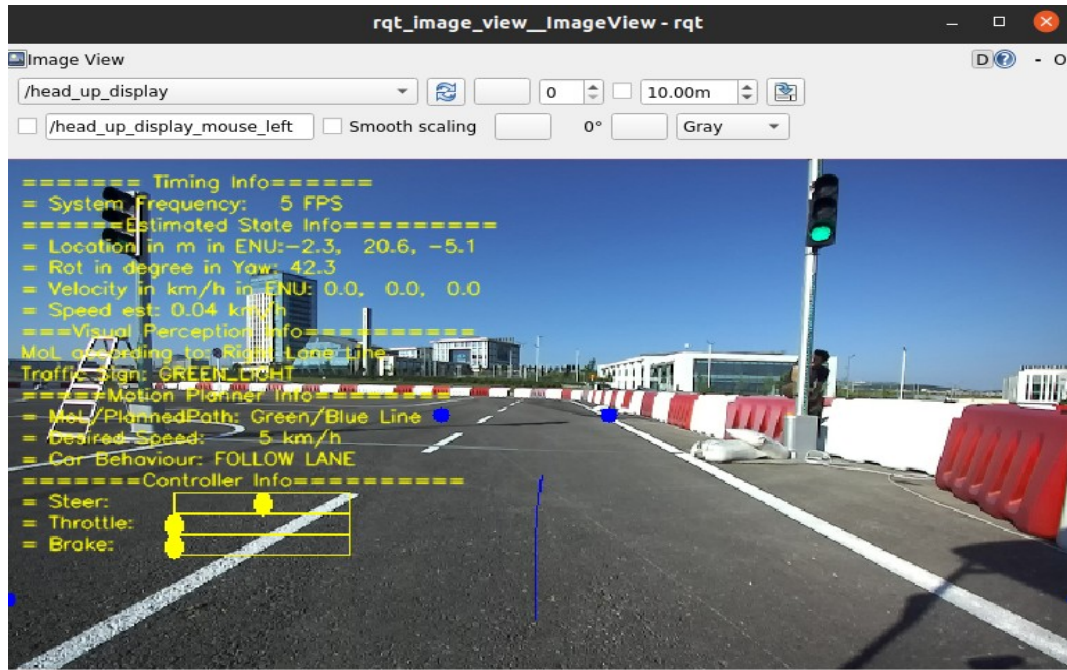 rqt_image_view__ImageView - rqt
Image View
D
- O
/head_up_display
0
10.00m
/head_up_display_mouse_left
Smooth scaling
0°
Gray
======= Timing Info======
= System Frequency: 5 FPS
======Estimated State Info=========
= Location in m in ENU:-2.3, 20.6, -5.1
= Rot in degree in Yaw: 42.3
= Velocity in km/h in ENU: 0.0, 0.0, 0.0
= Speed est: 0.04 km/h
===Visual Perception Info==========
MoL according to: Right Lane Line
Traffic Sign: GREEN_LIGHT
=====Motion Planner Info========
= MoL/PlannedPath: Green/Blue Line
= Desired Speed: 5 km/h
= Car Behaviour: FOLLOW LANE
=======Controller Info==========
= Steer:
= Throttle:
= Brake: